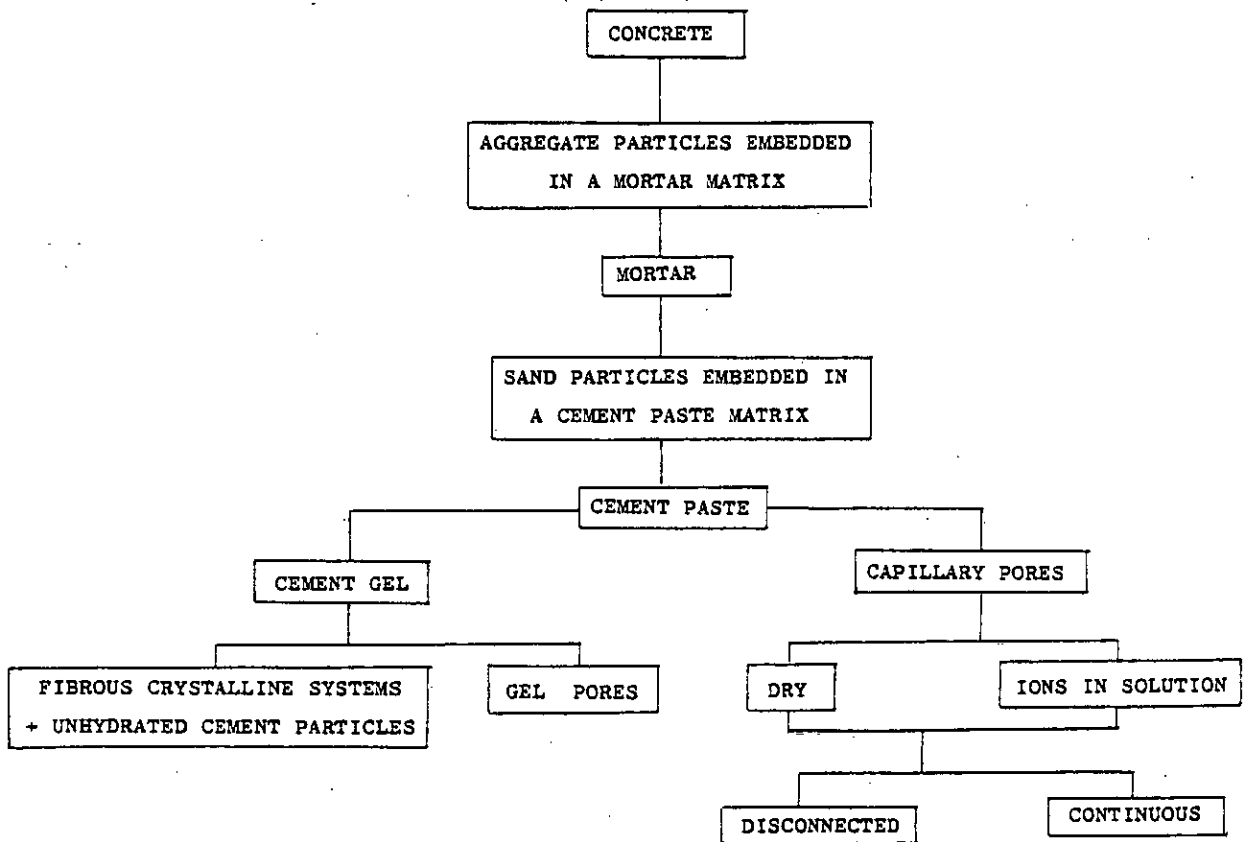 CONCRETE
AGGREGATE PARTICLES EMBEDDED
IN A MORTAR MATRIX
MORTAR
SAND PARTICLES EMBEDDED IN
A CEMENT PASTE MATRIX
CEMENT PASTE
CEMENT GEL
CAPILLARY PORES
FIBROUS CRYSTALLINE SYSTEMS
+ UNHYDRATED CEMENT PARTICLES
GEL PORES
DRY
IONS IN SOLUTION
DISCONNECTED
CONTINUOUS